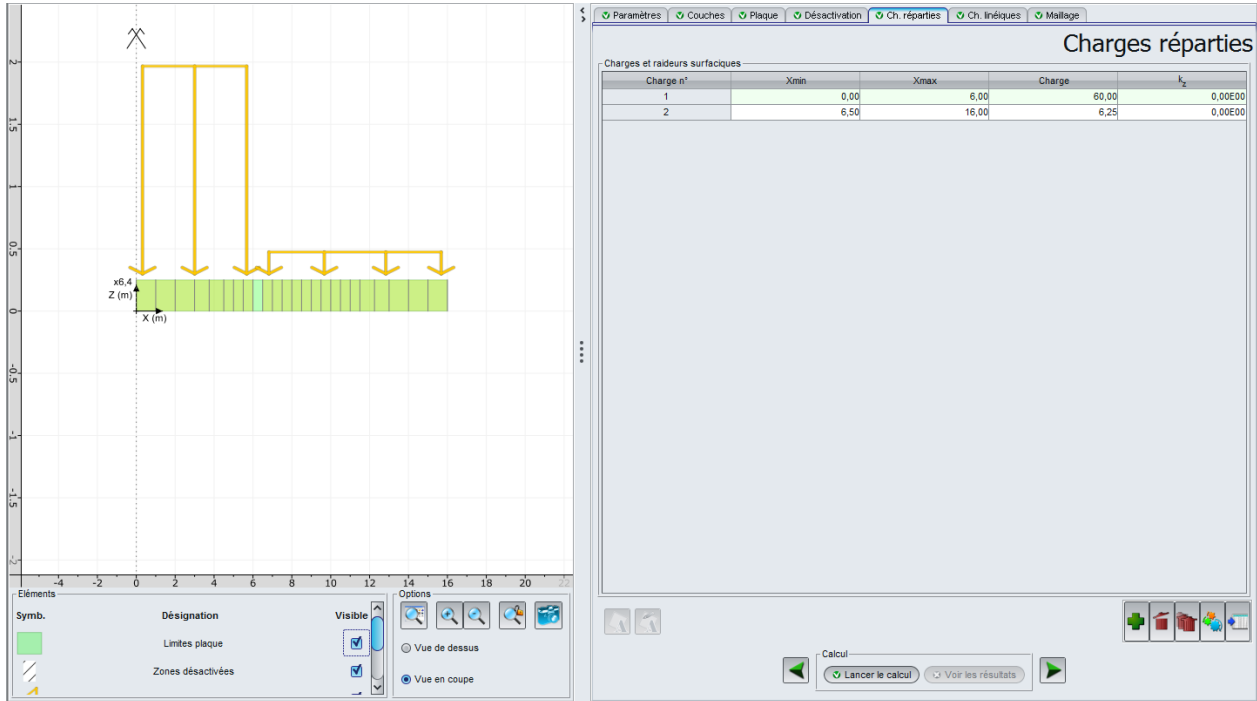 Paramètres Couches Plaque Désactivation Ch. réparties Ch. linéiques Maillage
Charges réparties
Charges et raideurs surfaciques
Charge n° Xmin Xmax Charge kz
1 0,00 6,00 60,00 0,00E00
2 6,50 16,00 6,25 0,00E00
2
1.5
1
0.5
0
-0.5
-1
-1.5
-2
x6,4
Z (m)
X (m)
-4 -2 0 2 4 6 8 10 12 14 16 18 20 22
Eléments
Symb. Désignation Visible
Limites plaque
Zones désactivées
Options
Vue de dessus
Vue en coupe
Calcul
Lancer le calcul Voir les résultats